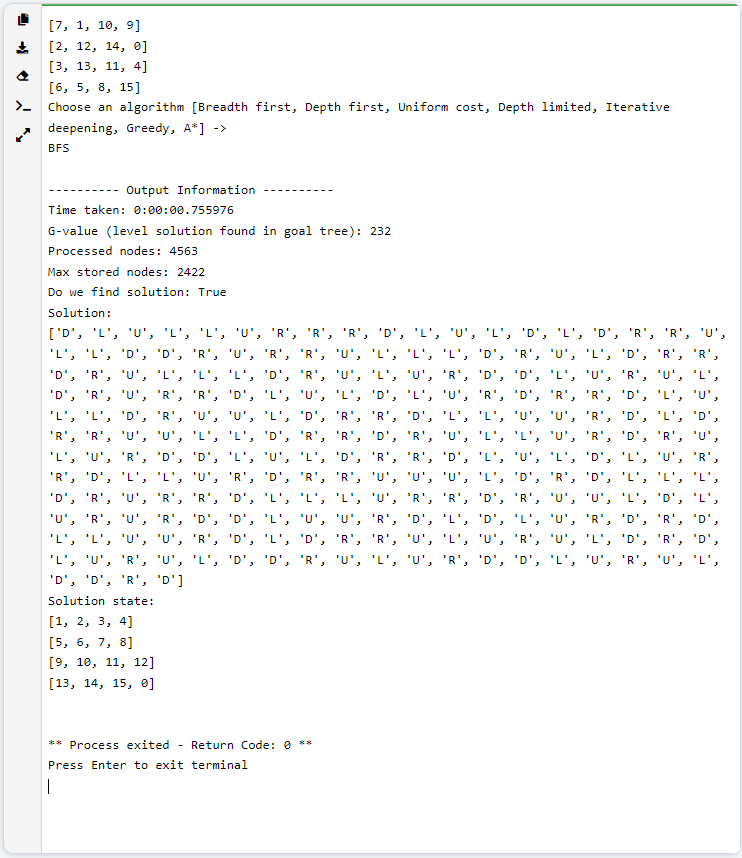 [7, 1, 10, 9]
[2, 12, 14, 0]
[3, 13, 11, 4]
[6, 5, 8, 15]
Choose an algorithm [Breadth first, Depth first, Uniform cost, Depth limited, Iterative
deepening, Greedy, A*] ->
BFS
---------- Output Information ----------
Time taken: 0:00:00.755976
G-value (level solution found in goal tree): 232
Processed nodes: 4563
Max stored nodes: 2422
Do we find solution: True
Solution:
['D', 'L', 'U', 'L', 'L', 'U', 'R', 'R', 'R', 'D', 'L', 'U', 'L', 'D', 'L', 'D', 'R', 'R', 'U',
'L', 'L', 'D', 'D', 'R', 'U', 'R', 'R', 'U', 'L', 'L', 'L', 'D', 'R', 'U', 'L', 'D', 'R', 'R',
'D', 'R', 'U', 'L', 'L', 'L', 'D', 'R', 'U', 'L', 'U', 'R', 'D', 'D', 'L', 'U', 'R', 'U', 'L',
'D', 'R', 'U', 'R', 'R', 'D', 'L', 'U', 'L', 'D', 'L', 'U', 'R', 'D', 'R', 'R', 'D', 'L', 'U',
'L', 'L', 'D', 'R', 'U', 'U', 'L', 'D', 'R', 'R', 'D', 'L', 'L', 'U', 'U', 'R', 'D', 'L', 'D',
'R', 'R', 'U', 'U', 'L', 'L', 'D', 'R', 'R', 'D', 'R', 'U', 'L', 'L', 'U', 'R', 'D', 'R', 'U',
'L', 'U', 'R', 'D', 'D', 'L', 'U', 'L', 'D', 'R', 'R', 'D', 'L', 'U', 'L', 'D', 'L', 'U', 'R',
'R', 'D', 'L', 'L', 'U', 'R', 'D', 'R', 'R', 'U', 'U', 'U', 'L', 'D', 'R', 'D', 'L', 'L', 'L',
'D', 'R', 'U', 'R', 'R', 'D', 'L', 'L', 'L', 'U', 'R', 'R', 'D', 'R', 'U', 'U', 'L', 'D', 'L',
'U', 'R', 'U', 'R', 'D', 'D', 'L', 'U', 'U', 'R', 'D', 'L', 'D', 'L', 'U', 'R', 'D', 'R', 'D',
'L', 'L', 'U', 'U', 'R', 'D', 'L', 'D', 'R', 'R', 'U', 'L', 'U', 'R', 'U', 'L', 'D', 'R', 'D',
'L', 'U', 'R', 'U', 'L', 'D', 'D', 'R', 'U', 'L', 'U', 'R', 'D', 'D', 'L', 'U', 'R', 'U', 'L',
'D', 'D', 'R', 'D']
Solution state:
[1, 2, 3, 4]
[5, 6, 7, 8]
[9, 10, 11, 12]
[13, 14, 15, 0]
** Process exited - Return Code: 0 **
Press Enter to exit terminal